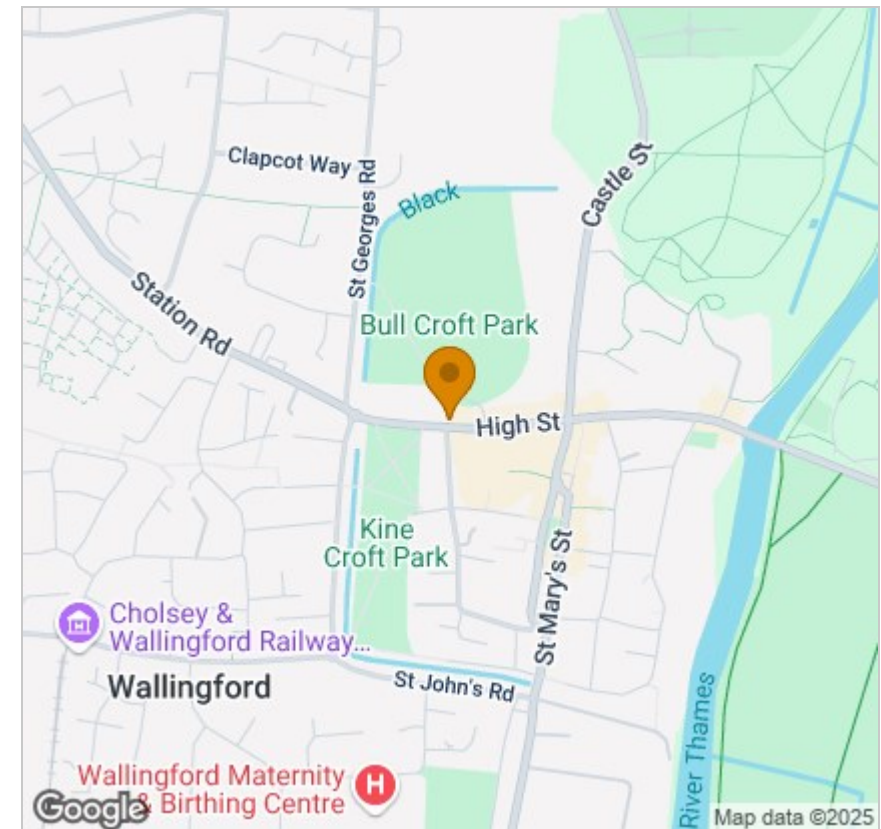 Clapcot Way
St Georges Rd
Black
Castle St
Station Rd
Bull Croft Park
High St
Kine
Croft Park
St Mary's St
Cholsey &
Wallingford Railway...
Wallingford
St John's Rd
River Thames
Wallingford Maternity
& Birthing Centre
H
Google
Map data ©2025